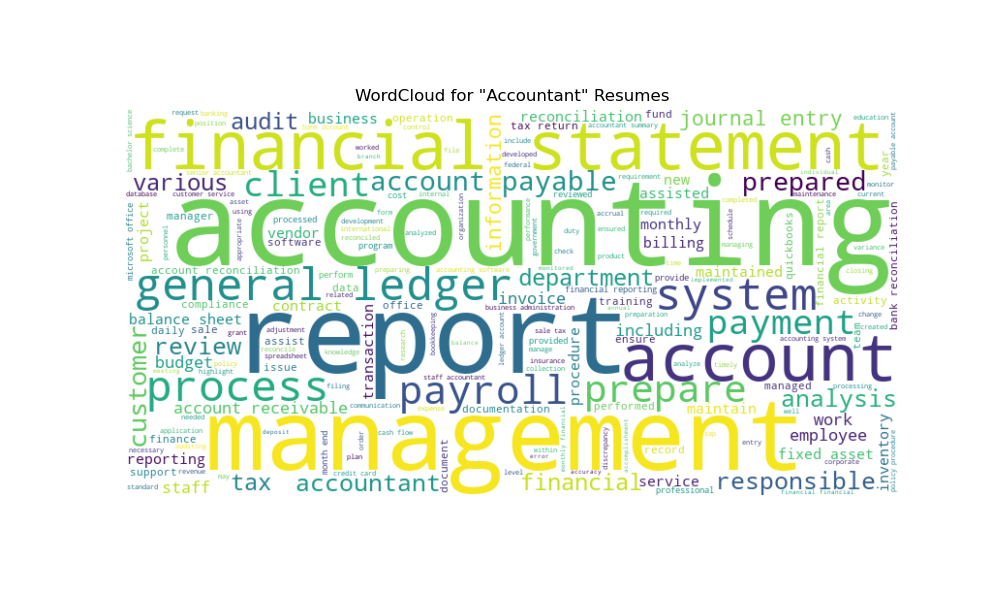 WordCloud for "Accountant" Resumes
request banking
position
audit
business
operation
bank account
control
reconciliation
fund
tax return
accountant summary
journal entry
education
bachelor science
financial statement
complete
worked
branch
file
include
developed
federal
cash
individual
year
payable account
various
senior accountant
client
account payable
information
requirement
reviewed
new
assisted
prepared
monitor
maintenance
current
database
customer service
asset
using
cost
form
internal
accounting
microsoft office
project
manager
personnel
appropriate
processed
vendor
software
development
international
reconciled
program
analyzed
organization
performance
government
accrual
duty
ensured
check
product
required
monthly
billing
completed
schedule
managing
quickbooks
area
financial report
variance
closing
bank reconciliation
account reconciliation
perform
data
related
preparing
accounting software
monitored
department
time
provide
implemented
maintained
activity
general ledger
compliance
contract
office
invoice
financial reporting
business administration
training
annual
system
change
created
team
balance sheet
daily sale
grant
adjustment
transaction
report
bookkeeping
balance
ledger account
preparation
sale tax
provided
manage
procedure
including
ensure
payment
accounting system
customer
review
budget
policy
reconcile
spreadsheet
assist
issue
knowledge
research
insurance
collection
account
analyze
timely
meeting
highlight
process
filing
staff accountant
payroll
prepare
managed
processing
analysis
account receivable
communication
expense
documentation
performed
maintain
well
needed
application
necessary
finance
auditing
deposit
management
cash flow
order
plan
month end
monthly financial
discrepancy
accomplishment
sap
record
entry
work
employee
fixed asset
inventory
policy procedure
reporting
support
revenue
standard
staff
may
tax
accountant
credit card
document
level
within
error
accuracy
financial
service
professional
corporate
responsible
financial financial